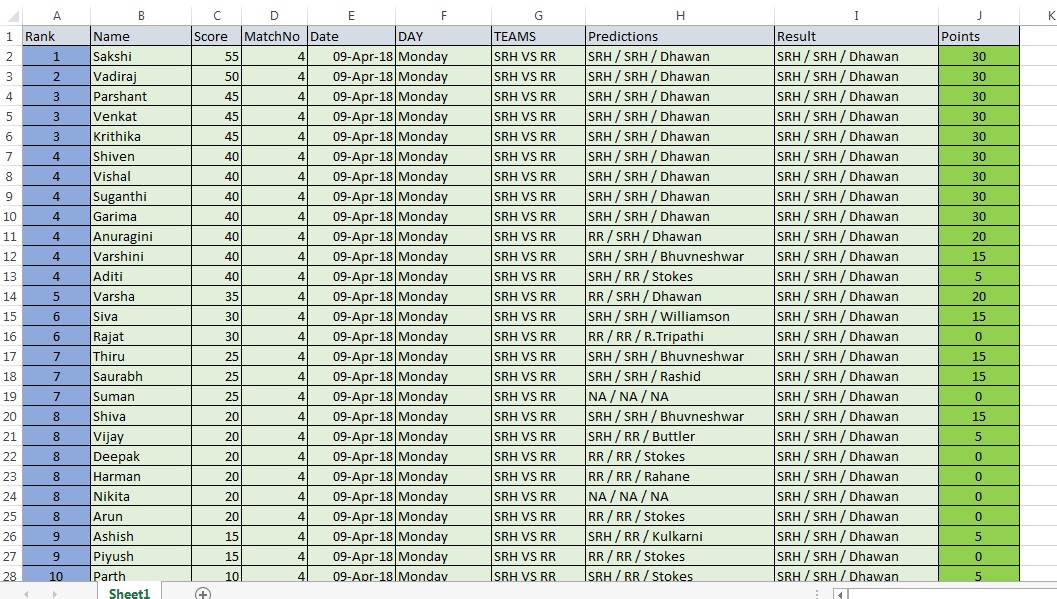 A B C D E F G H I J K
1 Rank Name Score MatchNo Date DAY TEAMS Predictions Result Points
2 1 Sakshi 55 4 09-Apr-18 Monday SRH VS RR SRH / SRH / Dhawan SRH / SRH / Dhawan 30
3 2 Vadiraj 50 4 09-Apr-18 Monday SRH VS RR SRH / SRH / Dhawan SRH / SRH / Dhawan 30
4 3 Parshant 45 4 09-Apr-18 Monday SRH VS RR SRH / SRH / Dhawan SRH / SRH / Dhawan 30
5 3 Venkat 45 4 09-Apr-18 Monday SRH VS RR SRH / SRH / Dhawan SRH / SRH / Dhawan 30
6 3 Krithika 45 4 09-Apr-18 Monday SRH VS RR SRH / SRH / Dhawan SRH / SRH / Dhawan 30
7 4 Shiven 40 4 09-Apr-18 Monday SRH VS RR SRH / SRH / Dhawan SRH / SRH / Dhawan 30
8 4 Vishal 40 4 09-Apr-18 Monday SRH VS RR SRH / SRH / Dhawan SRH / SRH / Dhawan 30
9 4 Suganthi 40 4 09-Apr-18 Monday SRH VS RR SRH / SRH / Dhawan SRH / SRH / Dhawan 30
10 4 Garima 40 4 09-Apr-18 Monday SRH VS RR SRH / SRH / Dhawan SRH / SRH / Dhawan 30
11 4 Anuragini 40 4 09-Apr-18 Monday SRH VS RR RR / SRH / Dhawan SRH / SRH / Dhawan 20
12 4 Varshini 40 4 09-Apr-18 Monday SRH VS RR SRH / SRH / Bhuvneshwar SRH / SRH / Dhawan 15
13 4 Aditi 40 4 09-Apr-18 Monday SRH VS RR SRH / RR / Stokes SRH / SRH / Dhawan 5
14 5 Varsha 35 4 09-Apr-18 Monday SRH VS RR RR / SRH / Dhawan SRH / SRH / Dhawan 20
15 6 Siva 30 4 09-Apr-18 Monday SRH VS RR SRH / SRH / Williamson SRH / SRH / Dhawan 15
16 6 Rajat 30 4 09-Apr-18 Monday SRH VS RR RR / RR / R.Tripathi SRH / SRH / Dhawan 0
17 7 Thiru 25 4 09-Apr-18 Monday SRH VS RR SRH / SRH / Bhuvneshwar SRH / SRH / Dhawan 15
18 7 Saurabh 25 4 09-Apr-18 Monday SRH VS RR SRH / SRH / Rashid SRH / SRH / Dhawan 15
19 7 Suman 25 4 09-Apr-18 Monday SRH VS RR NA / NA / NA SRH / SRH / Dhawan 0
20 8 Shiva 20 4 09-Apr-18 Monday SRH VS RR SRH / SRH / Bhuvneshwar SRH / SRH / Dhawan 15
21 8 Vijay 20 4 09-Apr-18 Monday SRH VS RR SRH / RR / Buttler SRH / SRH / Dhawan 5
22 8 Deepak 20 4 09-Apr-18 Monday SRH VS RR RR / RR / Stokes SRH / SRH / Dhawan 0
23 8 Harman 20 4 09-Apr-18 Monday SRH VS RR RR / RR / Rahane SRH / SRH / Dhawan 0
24 8 Nikita 20 4 09-Apr-18 Monday SRH VS RR NA / NA / NA SRH / SRH / Dhawan 0
25 8 Arun 20 4 09-Apr-18 Monday SRH VS RR RR / RR / Stokes SRH / SRH / Dhawan 0
26 9 Ashish 15 4 09-Apr-18 Monday SRH VS RR SRH / RR / Kulkarni SRH / SRH / Dhawan 5
27 9 Piyush 15 4 09-Apr-18 Monday SRH VS RR RR / RR / Stokes SRH / SRH / Dhawan 0
28 10 Parth 10 4 09-Apr-18 Monday SRH VS RR SRH / RR / Stokes SRH / SRH / Dhawan 5
Sheet1